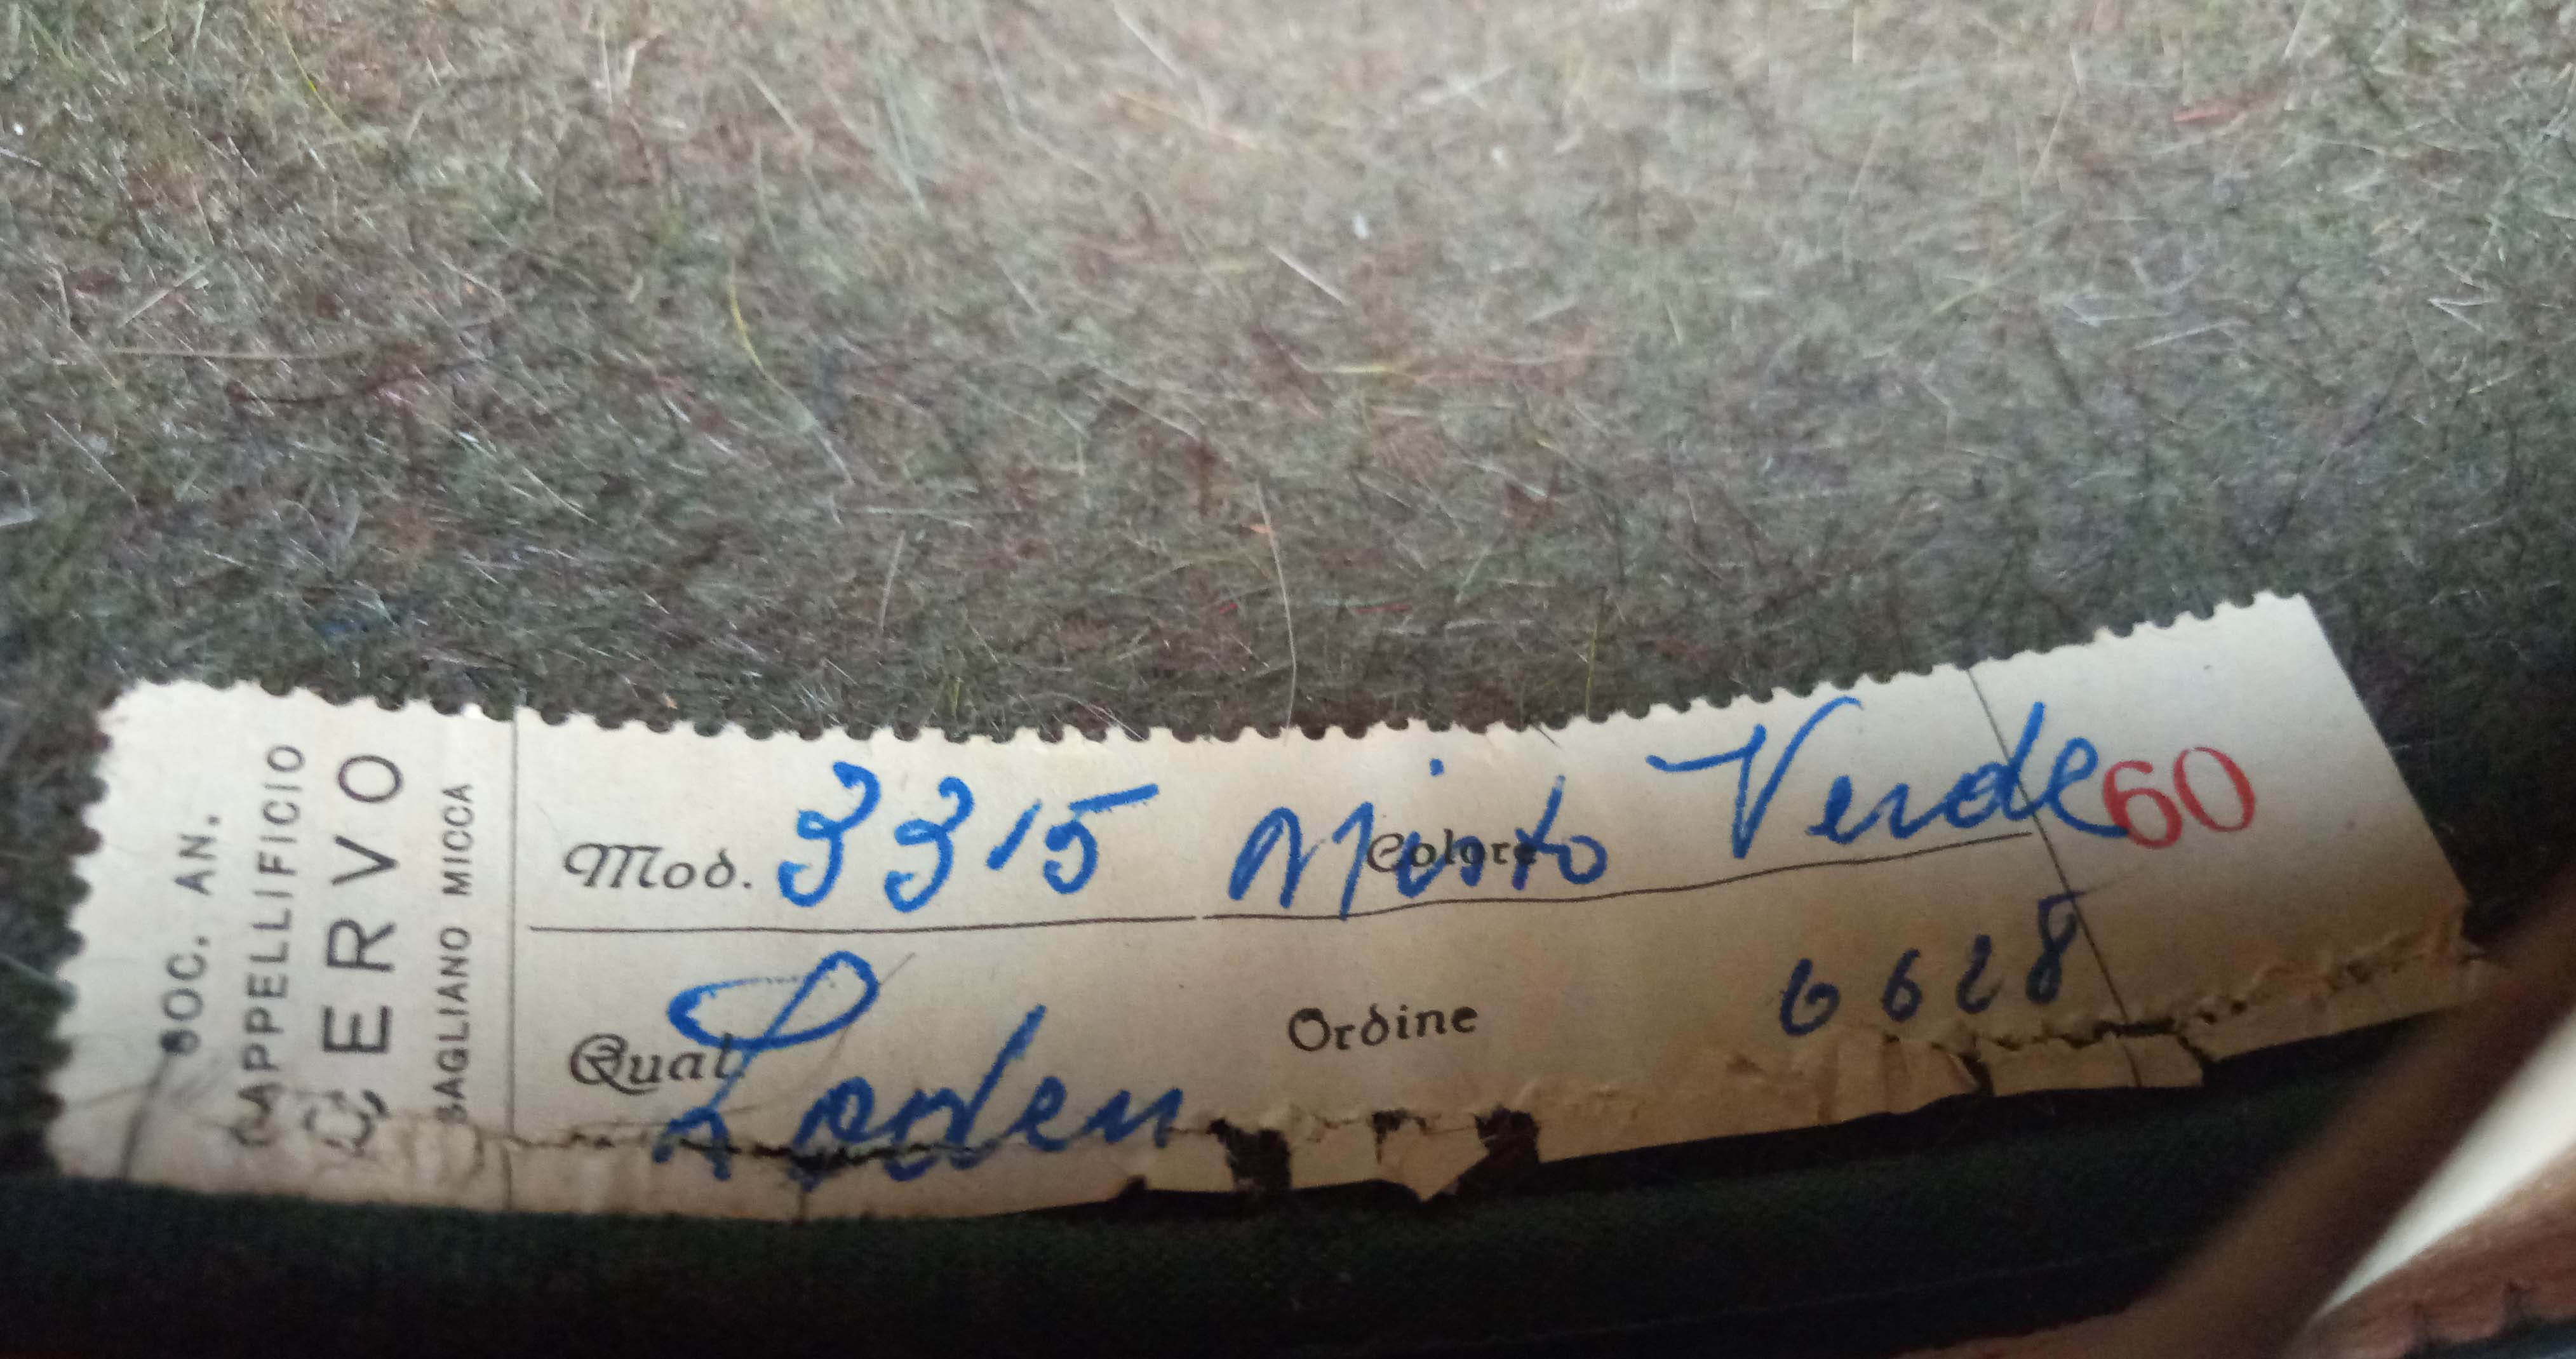 SOC. AN.
CAPPELLIFICIO
CERVO
SAGLIANO MICCA
Mod. 3315 Colore Misto Verde 60
Qual. Loden Ordine 6628